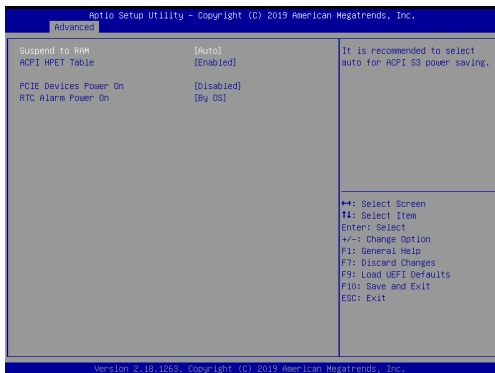 Aptio Setup Utility – Copyright (C) 2019 American Megatrends, Inc.
Advanced
Suspend to RAM [Auto]
ACPI HPET Table [Enabled]
PCIE Devices Power On [Disabled]
RTC Alarm Power On [By OS]
It is recommended to select
auto for ACPI S3 power saving.
↔: Select Screen
↑↓: Select Item
Enter: Select
+/-: Change Option
F1: General Help
F7: Discard Changes
F9: Load UEFI Defaults
F10: Save and Exit
ESC: Exit
Version 2.18.1263. Copyright (C) 2019 American Megatrends, Inc.